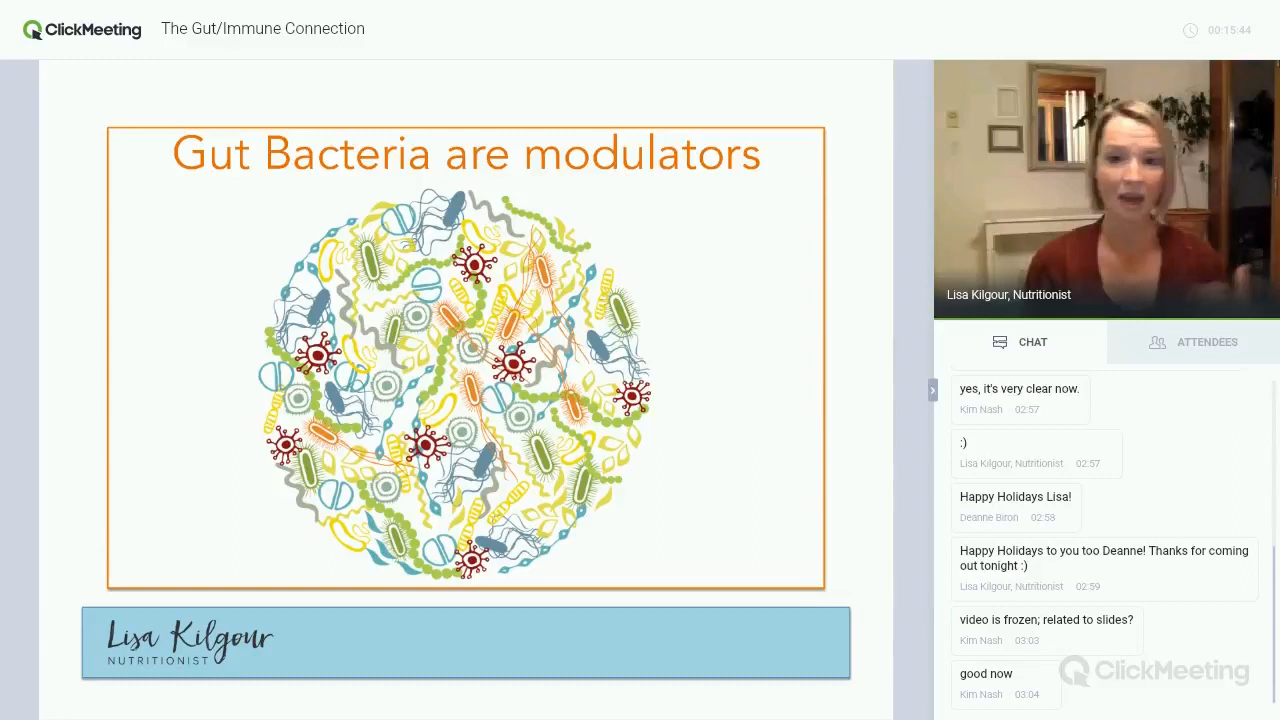 ClickMeeting
The Gut/Immune Connection
00:15:44
Gut Bacteria are modulators
Lisa Kilgour
NUTRITIONIST
Lisa Kilgour, Nutritionist
CHAT
ATTENDEES
yes, it's very clear now.
Kim Nash 02:57
:)
Lisa Kilgour, Nutritionist 02:57
Happy Holidays Lisa!
Deanne Biron 02:58
Happy Holidays to you too Deanne! Thanks for coming
out tonight :)
Lisa Kilgour, Nutritionist 02:59
video is frozen; related to slides?
Kim Nash 03:03
good now
Kim Nash 03:04
ClickMeeting